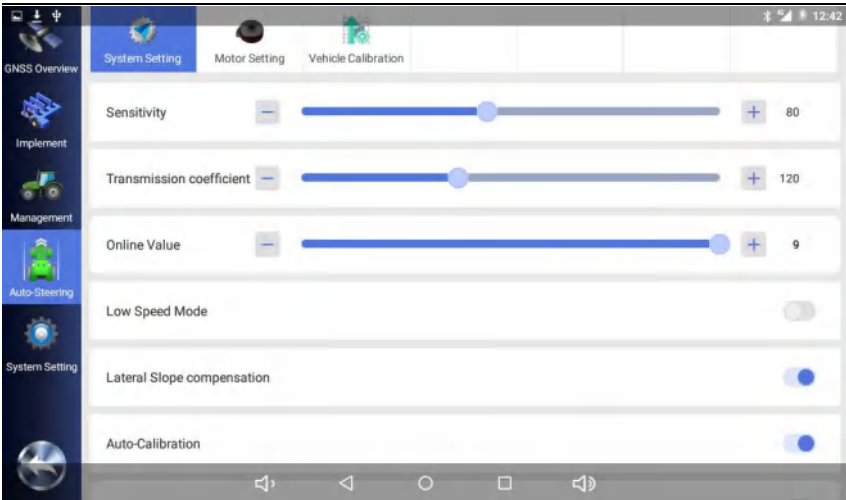 12:42
GNSS Overview
Implement
Management
Auto-Steering
System Setting
System Setting Motor Setting Vehicle Calibration
Sensitivity − + 80
Transmission coefficient − + 120
Online Value − + 9
Low Speed Mode
Lateral Slope compensation
Auto-Calibration